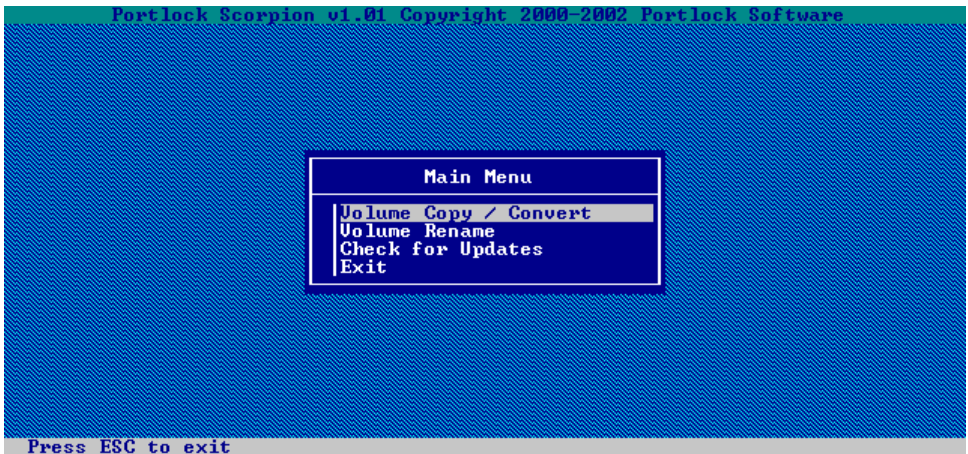 Portlock Scorpion v1.01 Copyright 2000-2002 Portlock Software
Main Menu
Volume Copy / Convert
Volume Rename
Check for Updates
Exit
Press ESC to exit